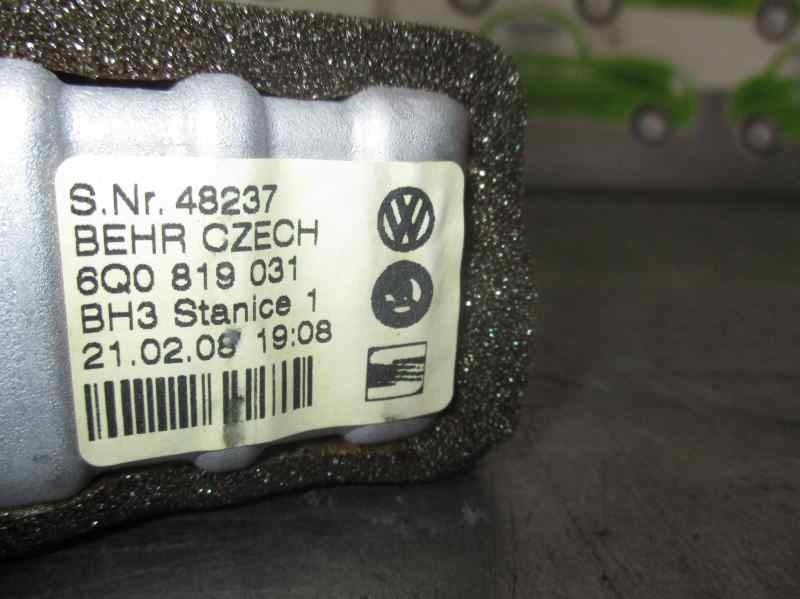 S.Nr. 48237
BEHR CZECH
6Q0 819 031
BH3 Stanice 1
21.02.08 19:08